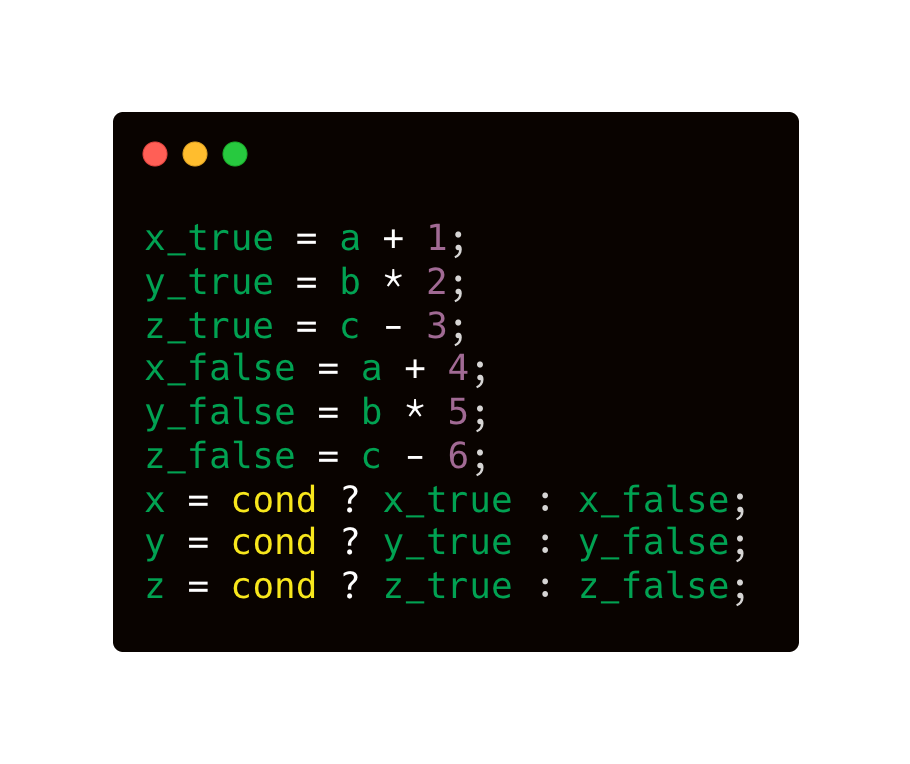 x_true = a + 1;
y_true = b * 2;
z_true = c - 3;
x_false = a + 4;
y_false = b * 5;
z_false = c - 6;
x = cond ? x_true : x_false;
y = cond ? y_true : y_false;
z = cond ? z_true : z_false;